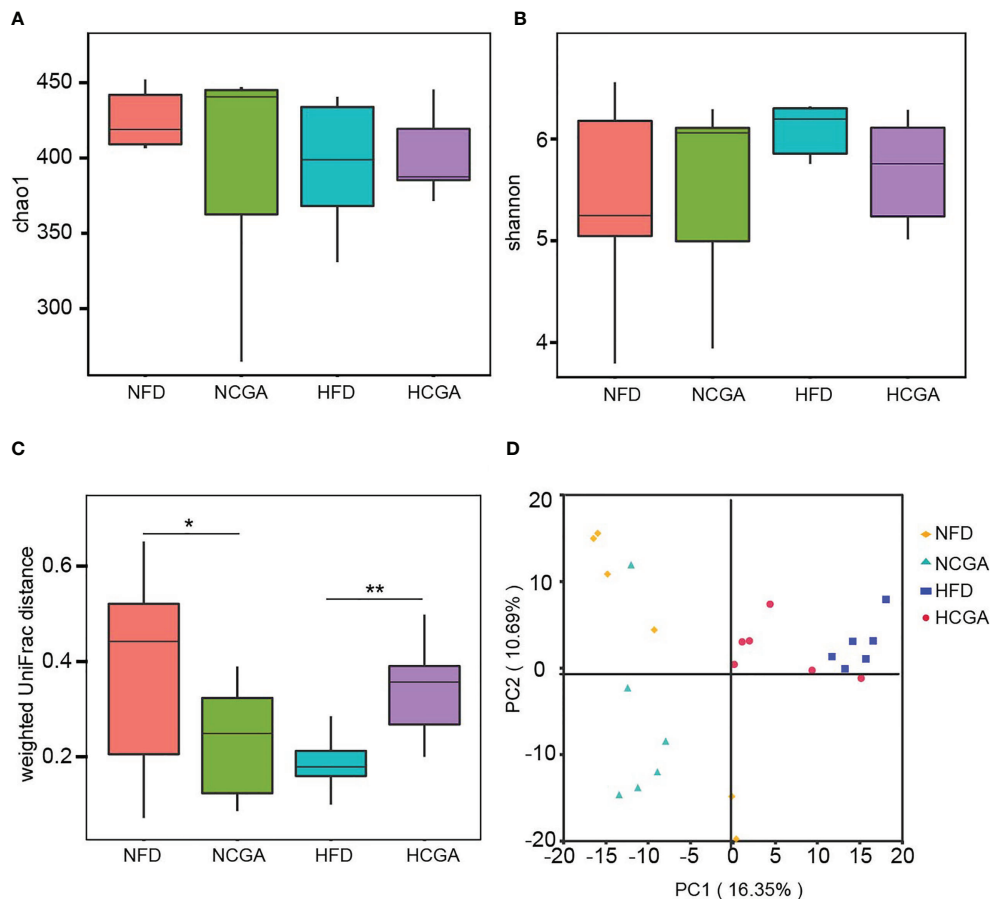 A
chao1
450
400
350
300
NFD NCGA HFD HCGA
B
shannon
6
5
4
NFD NCGA HFD HCGA
C
weighted UniFrac distance
0.6
0.4
0.2
*
**
NFD NCGA HFD HCGA
D
PC2 ( 10.69% )
20
10
0
-10
-20
-20 -15 -10 -5 0 5 10 15 20
PC1 ( 16.35% )
NFD
NCGA
HFD
HCGA